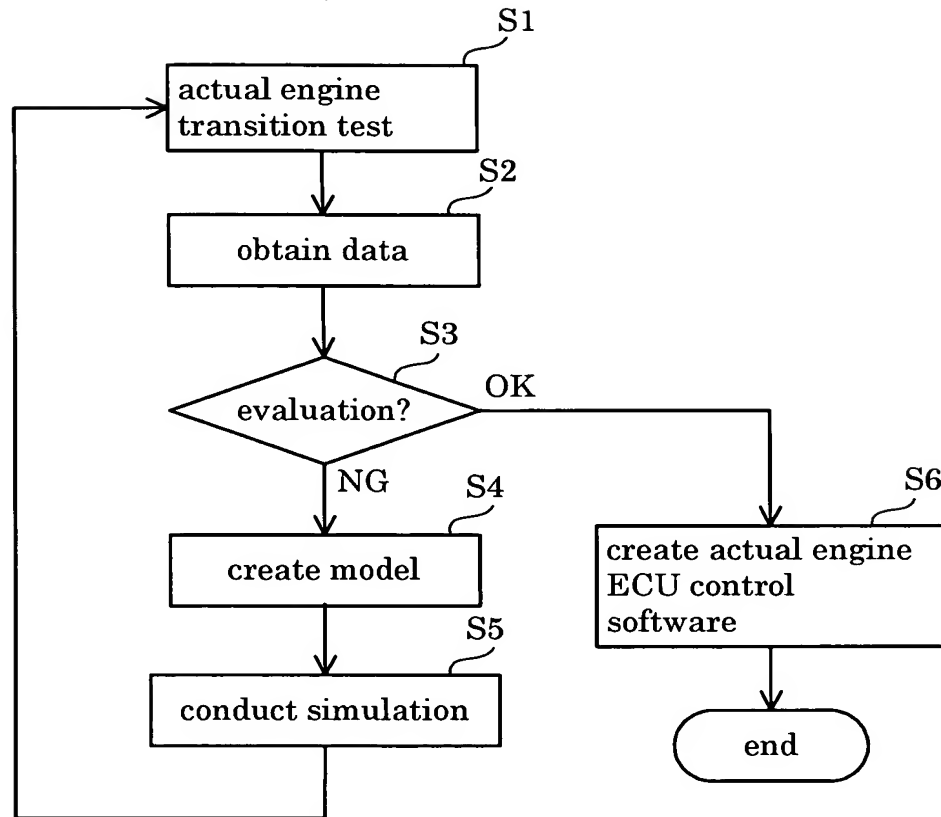 S1
actual engine
transition test
S2
obtain data
S3
evaluation?
OK
NG
S4
create model
S5
conduct simulation
S6
create actual engine
ECU control
software
end